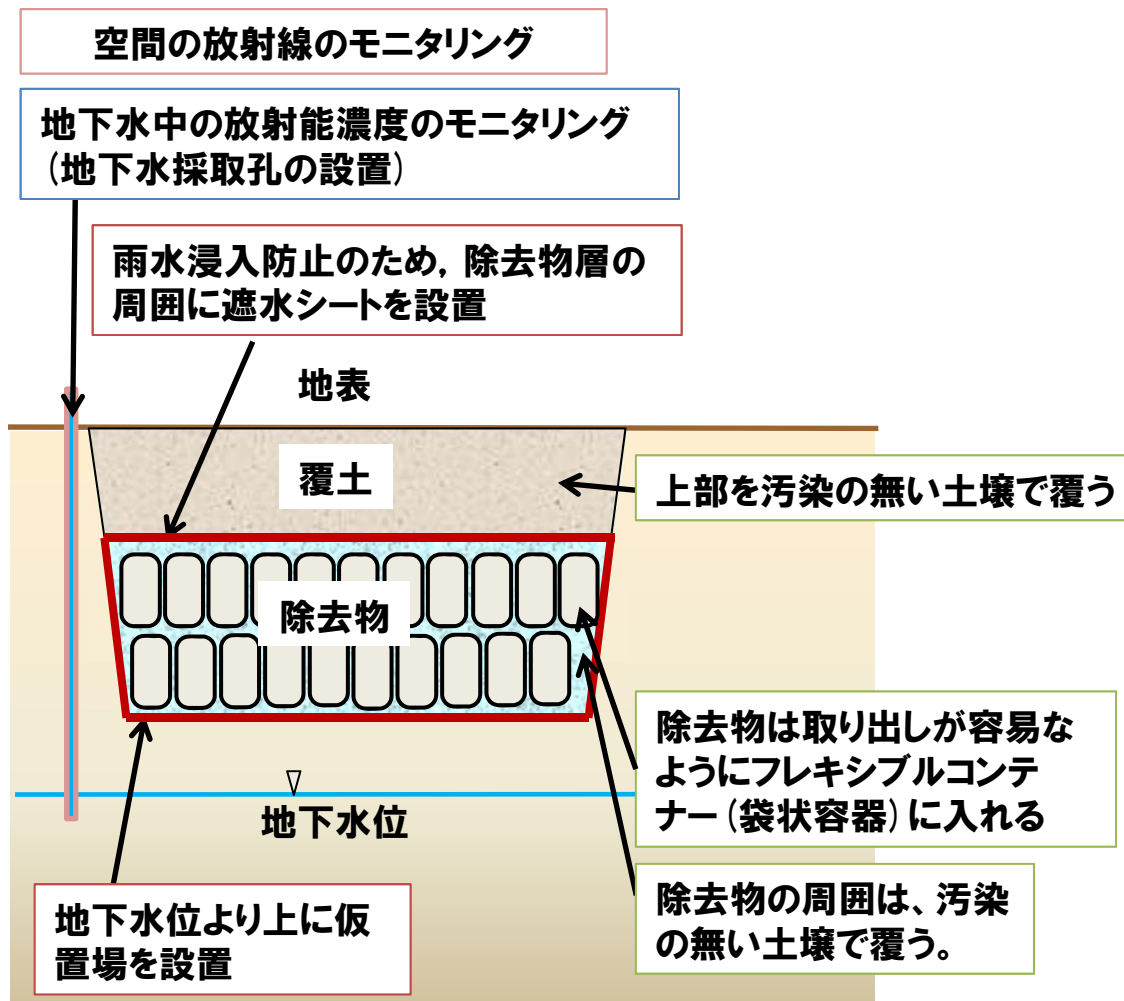 空間の放射線のモニタリング
地下水中の放射能濃度のモニタリング
（地下水採取孔の設置）
雨水浸入防止のため，除去物層の
周囲に遮水シートを設置
地表
覆土
上部を汚染の無い土壌で覆う
除去物
除去物は取り出しが容易な
ようにフレキシブルコンテ
ナー（袋状容器）に入れる
地下水位
除去物の周囲は、汚染
の無い土壌で覆う。
地下水位より上に仮
置場を設置